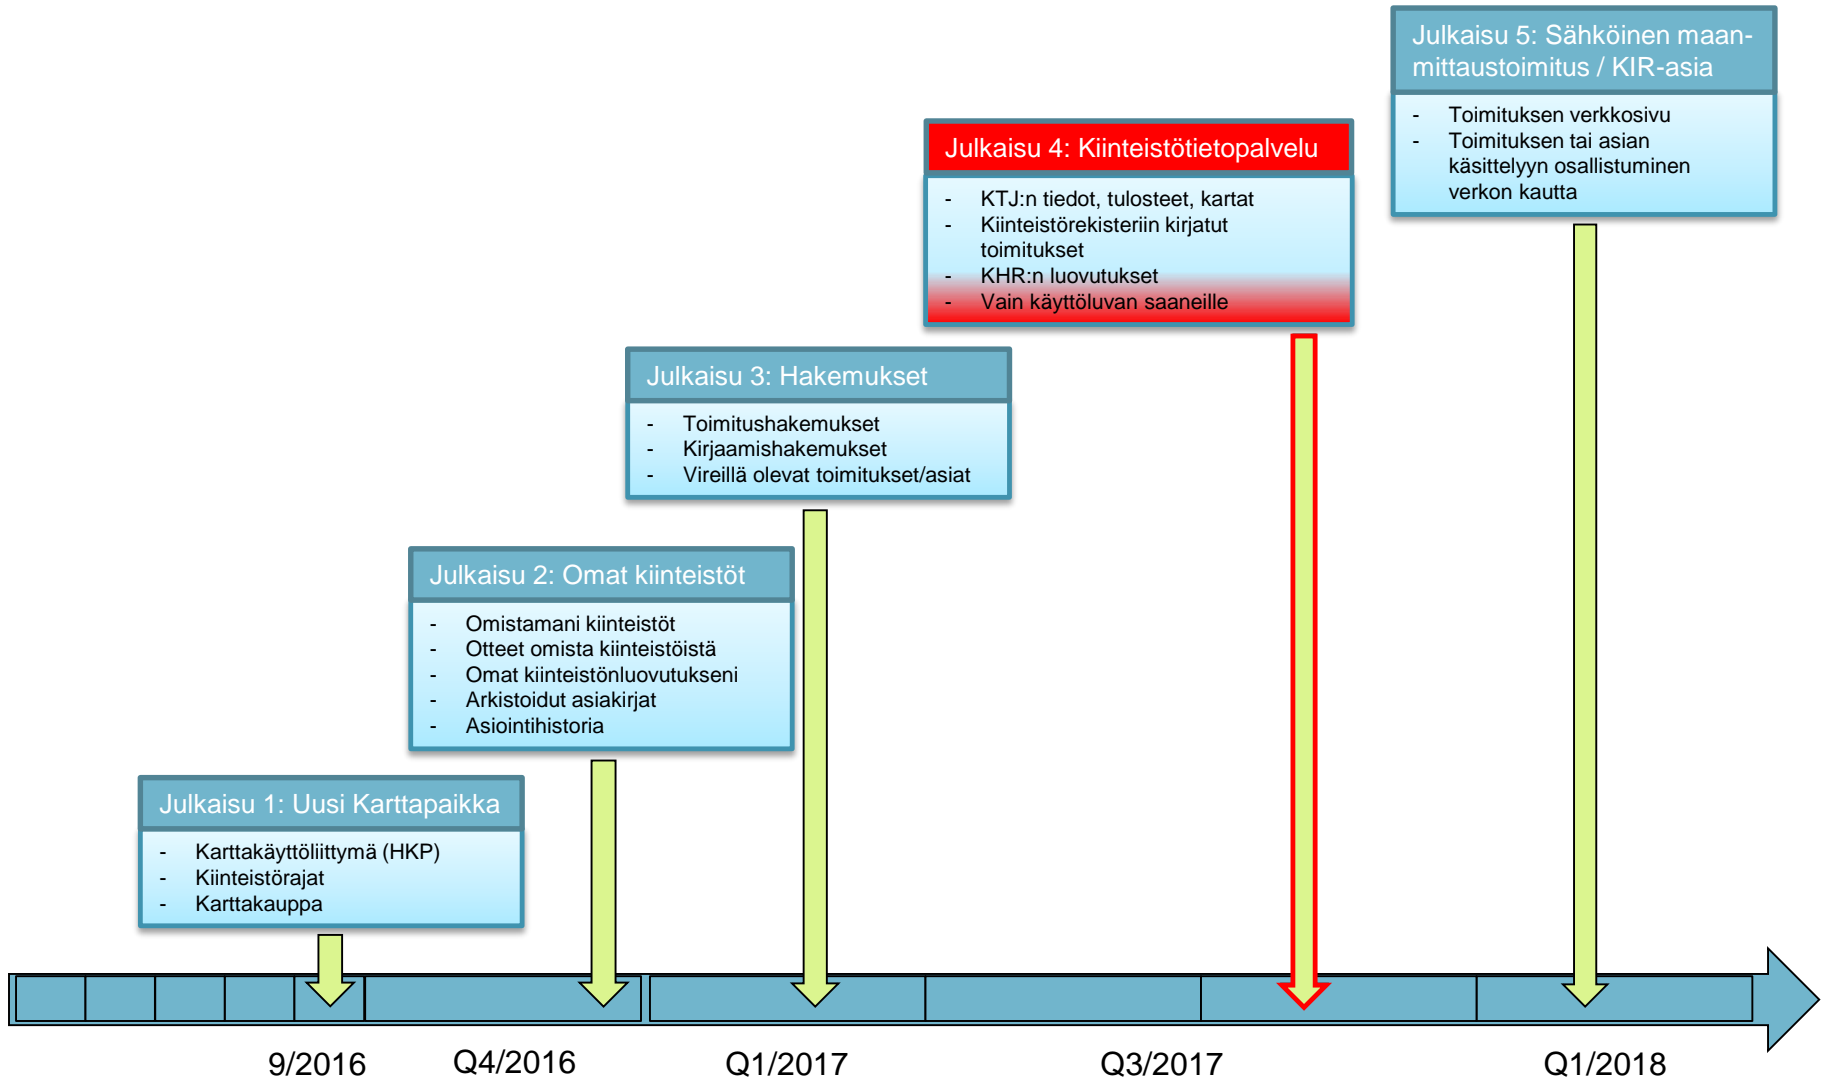 Julkaisu 5: Sähköinen maan-
mittaustoimitus / KIR-asia
- Toimituksen verkkosivu
- Toimituksen tai asian
käsittelyyn osallistuminen
verkon kautta
Julkaisu 4: Kiinteistötietopalvelu
- KTJ:n tiedot, tulosteet, kartat
- Kiinteistörekisteriin kirjatut
toimitukset
- KHR:n luovutukset
- Vain käyttöluvan saaneille
Julkaisu 3: Hakemukset
- Toimitushakemukset
- Kirjaamishakemukset
- Vireillä olevat toimitukset/asiat
Julkaisu 2: Omat kiinteistöt
- Omistamani kiinteistöt
- Otteet omista kiinteistöistä
- Omat kiinteistönluovutukseni
- Arkistoidut asiakirjat
- Asiointihistoria
Julkaisu 1: Uusi Karttapaikka
- Karttakäyttöliittymä (HKP)
- Kiinteistörajat
- Karttakauppa
9/2016
Q4/2016
Q1/2017
Q3/2017
Q1/2018